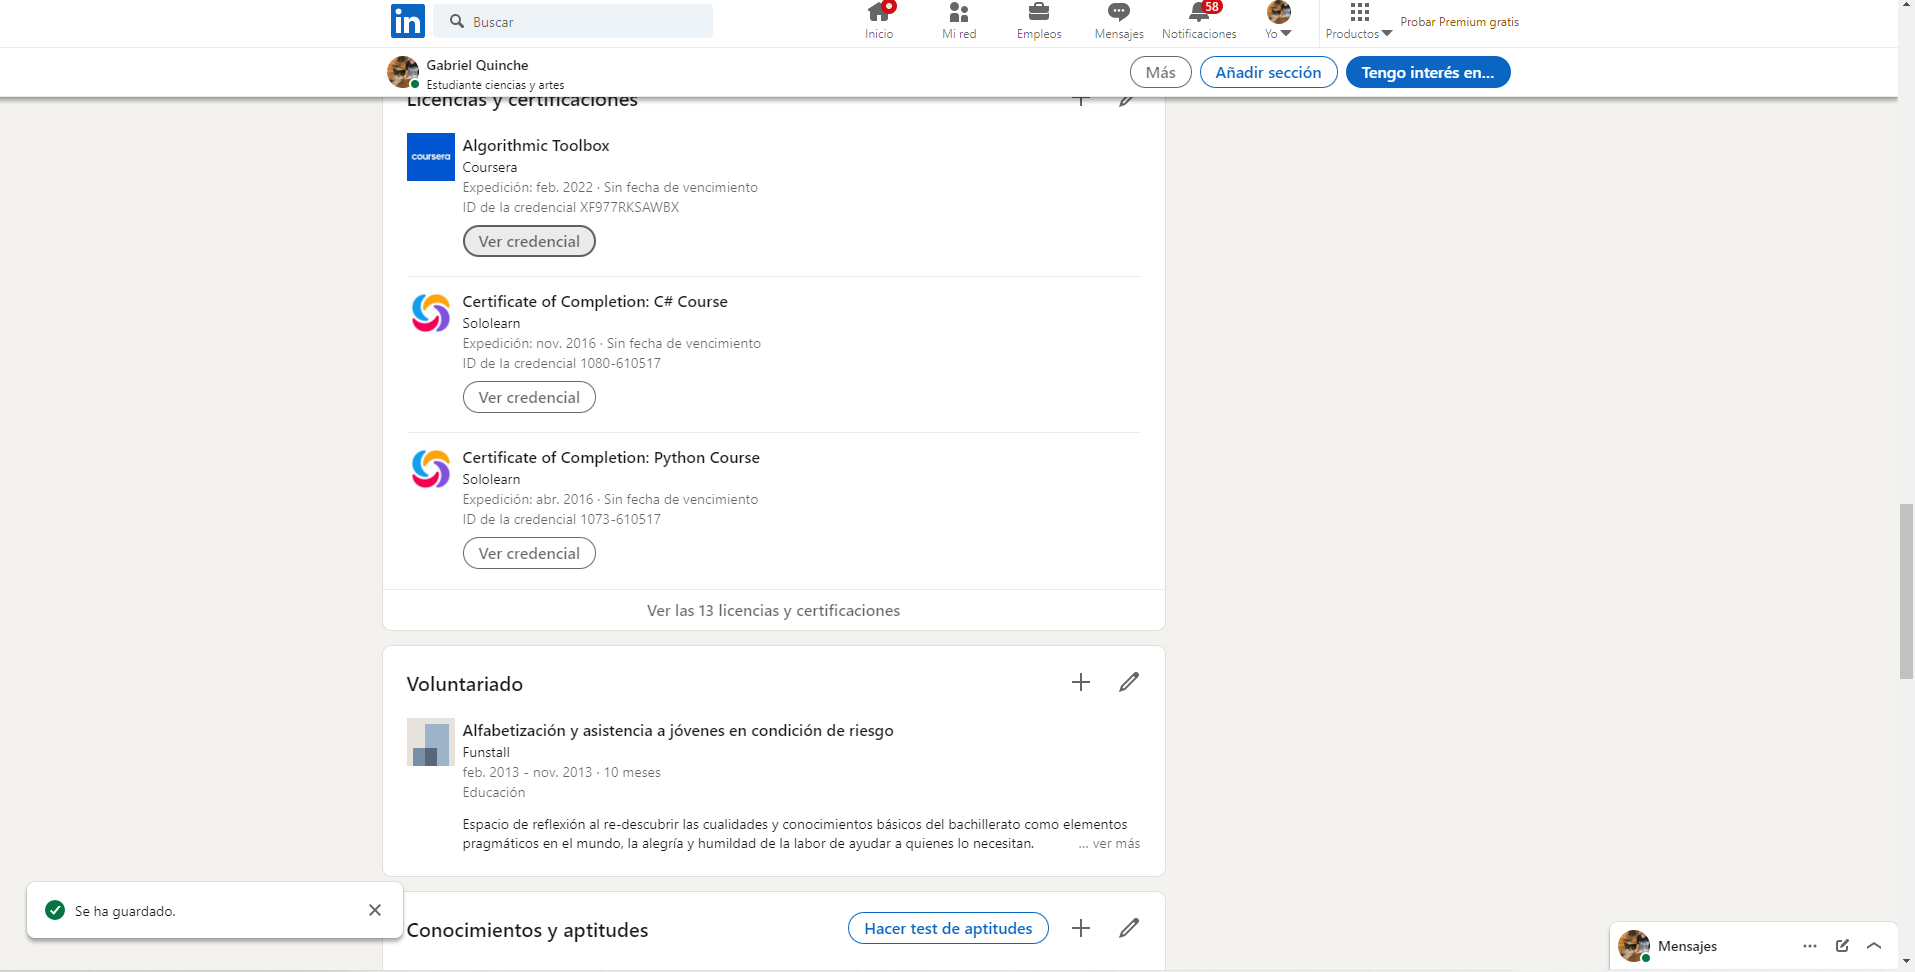 in
Buscar
Inicio
Mi red
Empleos
Mensajes
58
Notificaciones
Yo
Productos
Probar Premium gratis
Gabriel Quinche
Estudiante ciencias y artes
Más
Añadir sección
Tengo interés en...
Licencias y certificaciones
coursera
Algorithmic Toolbox
Coursera
Expedición: feb. 2022 · Sin fecha de vencimiento
ID de la credencial XF977RKSAWBX
Ver credencial
Certificate of Completion: C# Course
Sololearn
Expedición: nov. 2016 · Sin fecha de vencimiento
ID de la credencial 1080-610517
Ver credencial
Certificate of Completion: Python Course
Sololearn
Expedición: abr. 2016 · Sin fecha de vencimiento
ID de la credencial 1073-610517
Ver credencial
Ver las 13 licencias y certificaciones
Voluntariado
Alfabetización y asistencia a jóvenes en condición de riesgo
Funstall
feb. 2013 - nov. 2013 · 10 meses
Educación
Espacio de reflexión al re-descubrir las cualidades y conocimientos básicos del bachillerato como elementos
pragmáticos en el mundo, la alegría y humildad de la labor de ayudar a quienes lo necesitan. ... ver más
Se ha guardado.
Conocimientos y aptitudes
Hacer test de aptitudes
Mensajes